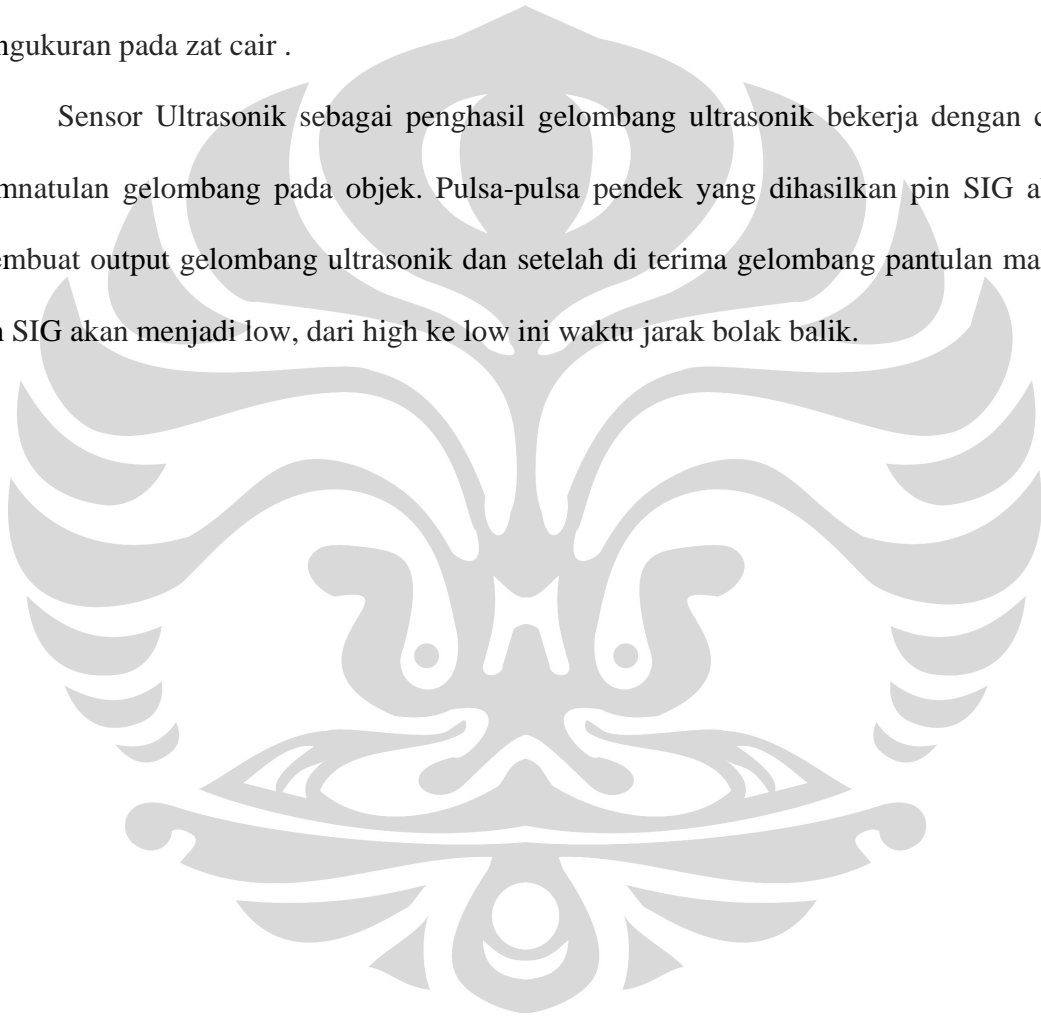 ngukuran pada zat cair .
Sensor Ultrasonik sebagai penghasil gelombang ultrasonik bekerja dengan
mnatulan gelombang pada objek. Pulsa-pulsa pendek yang dihasilkan pin SIG
embuat output gelombang ultrasonik dan setelah di terima gelombang pantulan
SIG akan menjadi low, dari high ke low ini waktu jarak bolak balik.